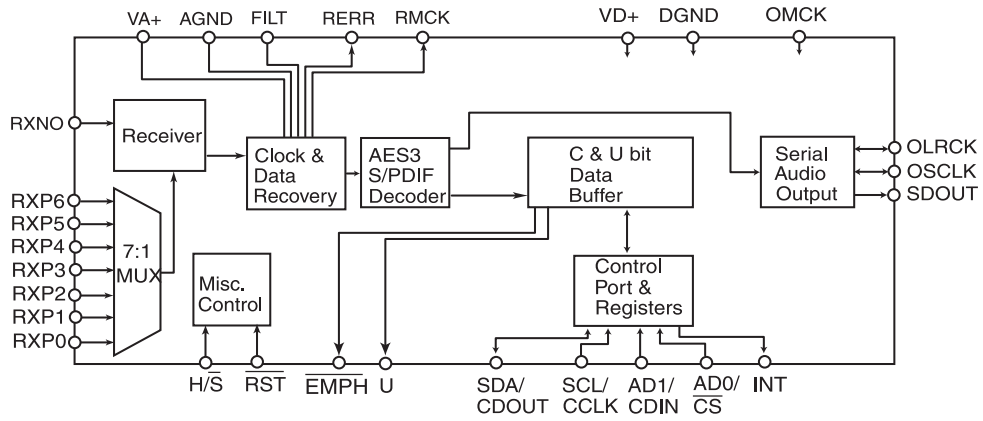 VA+ AGND FILT RERR RMCK VD+ DGND OMCK
RXNO
Receiver
Clock &
Data
Recovery
AES3
S/PDIF
Decoder
C & U bit
Data
Buffer
Serial
Audio
Output
OLRCK
OSCLK
SDOUT
RXP6
RXP5
RXP4
RXP3
RXP2
RXP1
RXP0
7:1
MUX
Misc.
Control
Control
Port &
Registers
H/S RST EMPH U
SDA/
CDOUT
SCL/
CCLK
AD1/
CDIN
AD0/
CS
INT